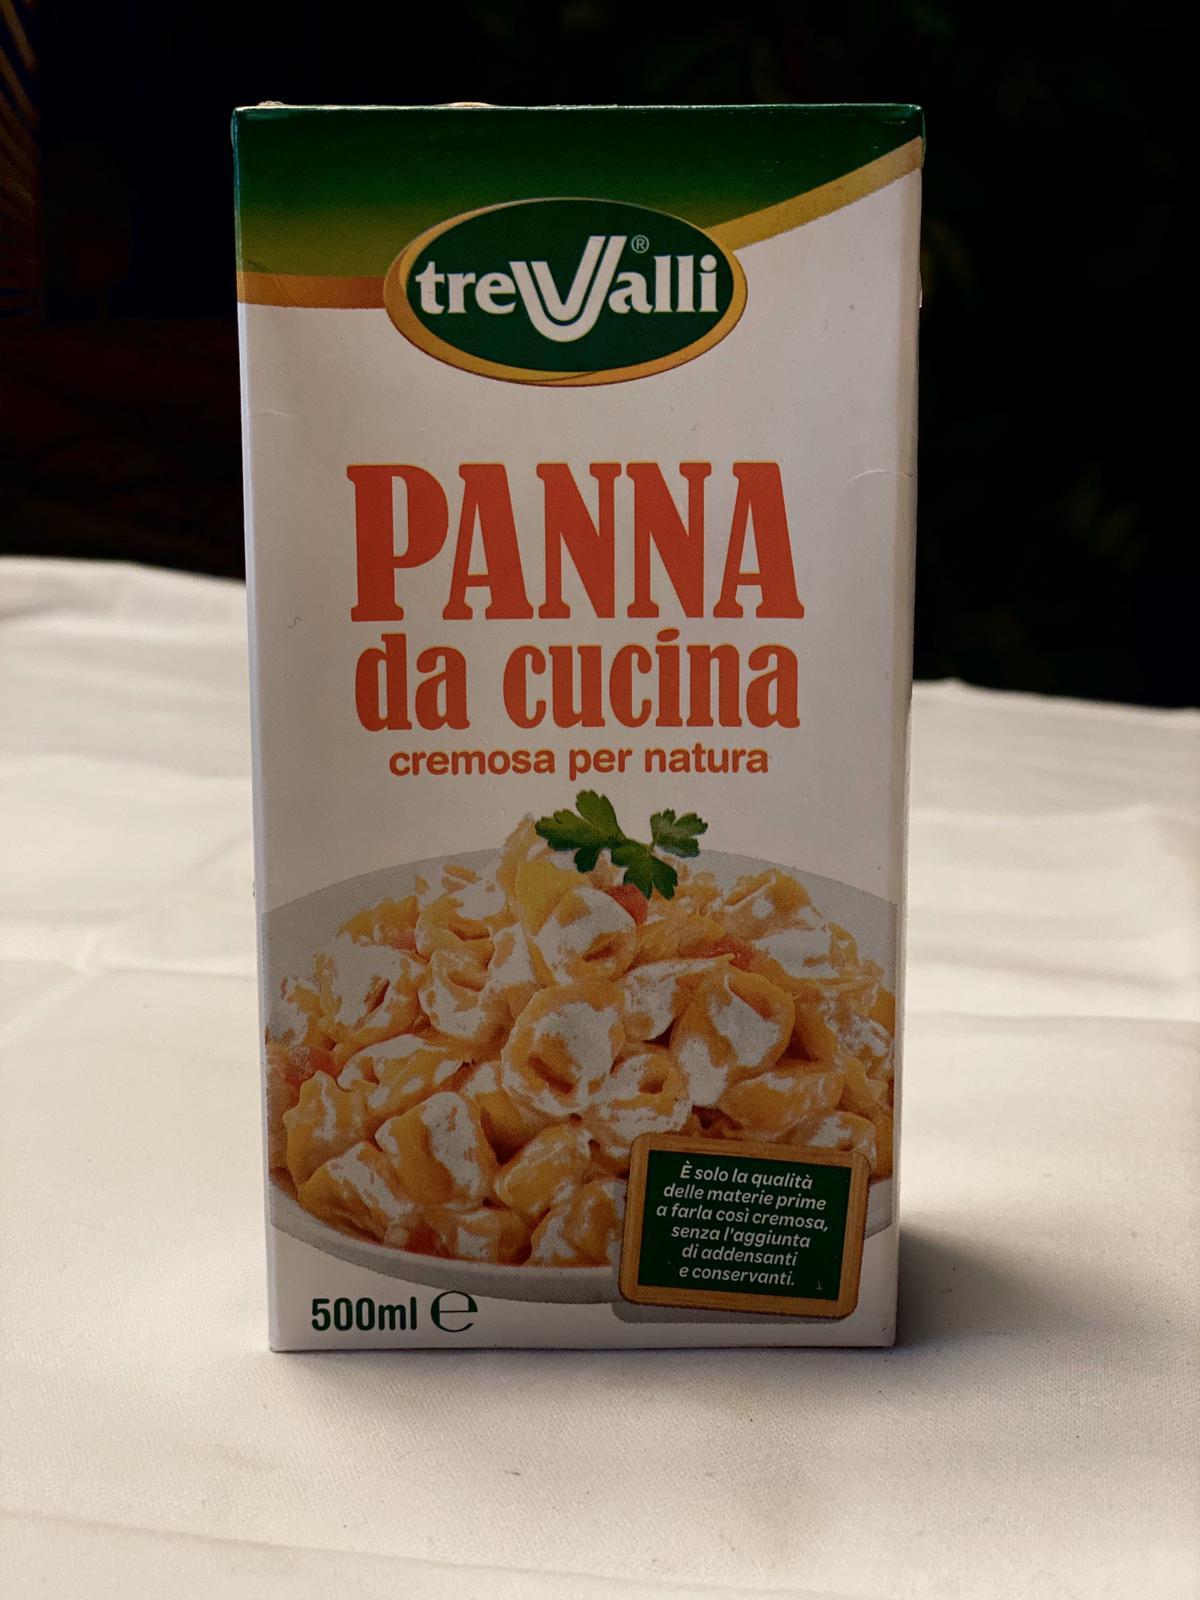 treValli®
PANNA
da cucina
cremosa per natura
È solo la qualità
delle materie prime
a farla così cremosa,
senza l'aggiunta
di addensanti
e conservanti.
500ml ℮